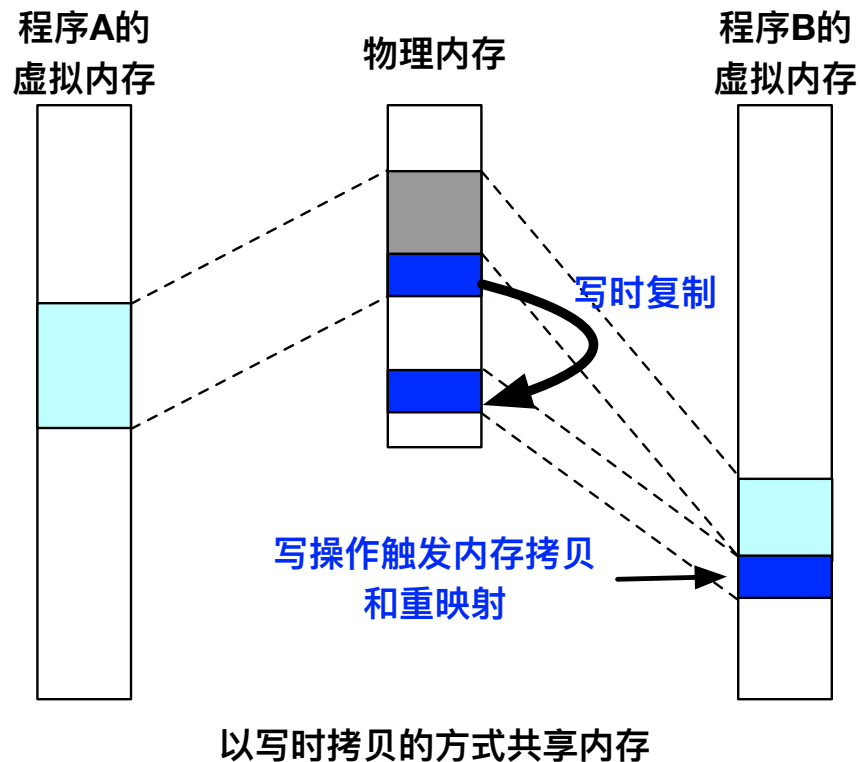 程序A的
虚拟内存
物理内存
程序B的
虚拟内存
写时复制
写操作触发内存拷贝
和重映射
以写时拷贝的方式共享内存